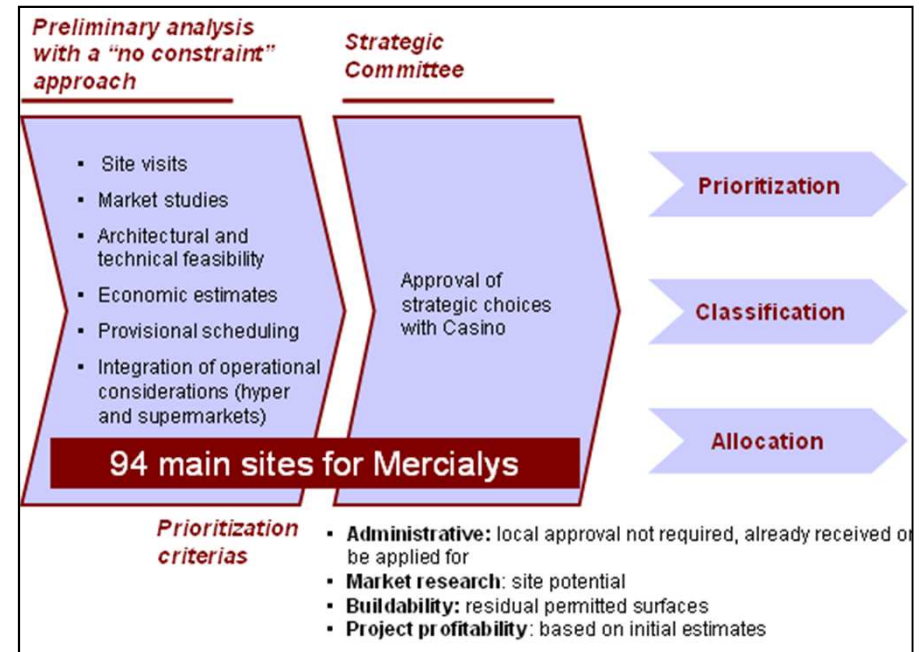 Preliminary analysis
with a “no constraint”
approach
Strategic
Committee
▪ Site visits
▪ Market studies
▪ Architectural and
technical feasibility
▪ Economic estimates
▪ Provisional scheduling
▪ Integration of operational
considerations (hyper
and supermarkets)
Approval of
strategic choices
with Casino
Prioritization
Classification
Allocation
94 main sites for Mercialys
Prioritization
criterias
▪ Administrative: local approval not required, already received or
be applied for
▪ Market research: site potential
▪ Buildability: residual permitted surfaces
▪ Project profitability: based on initial estimates